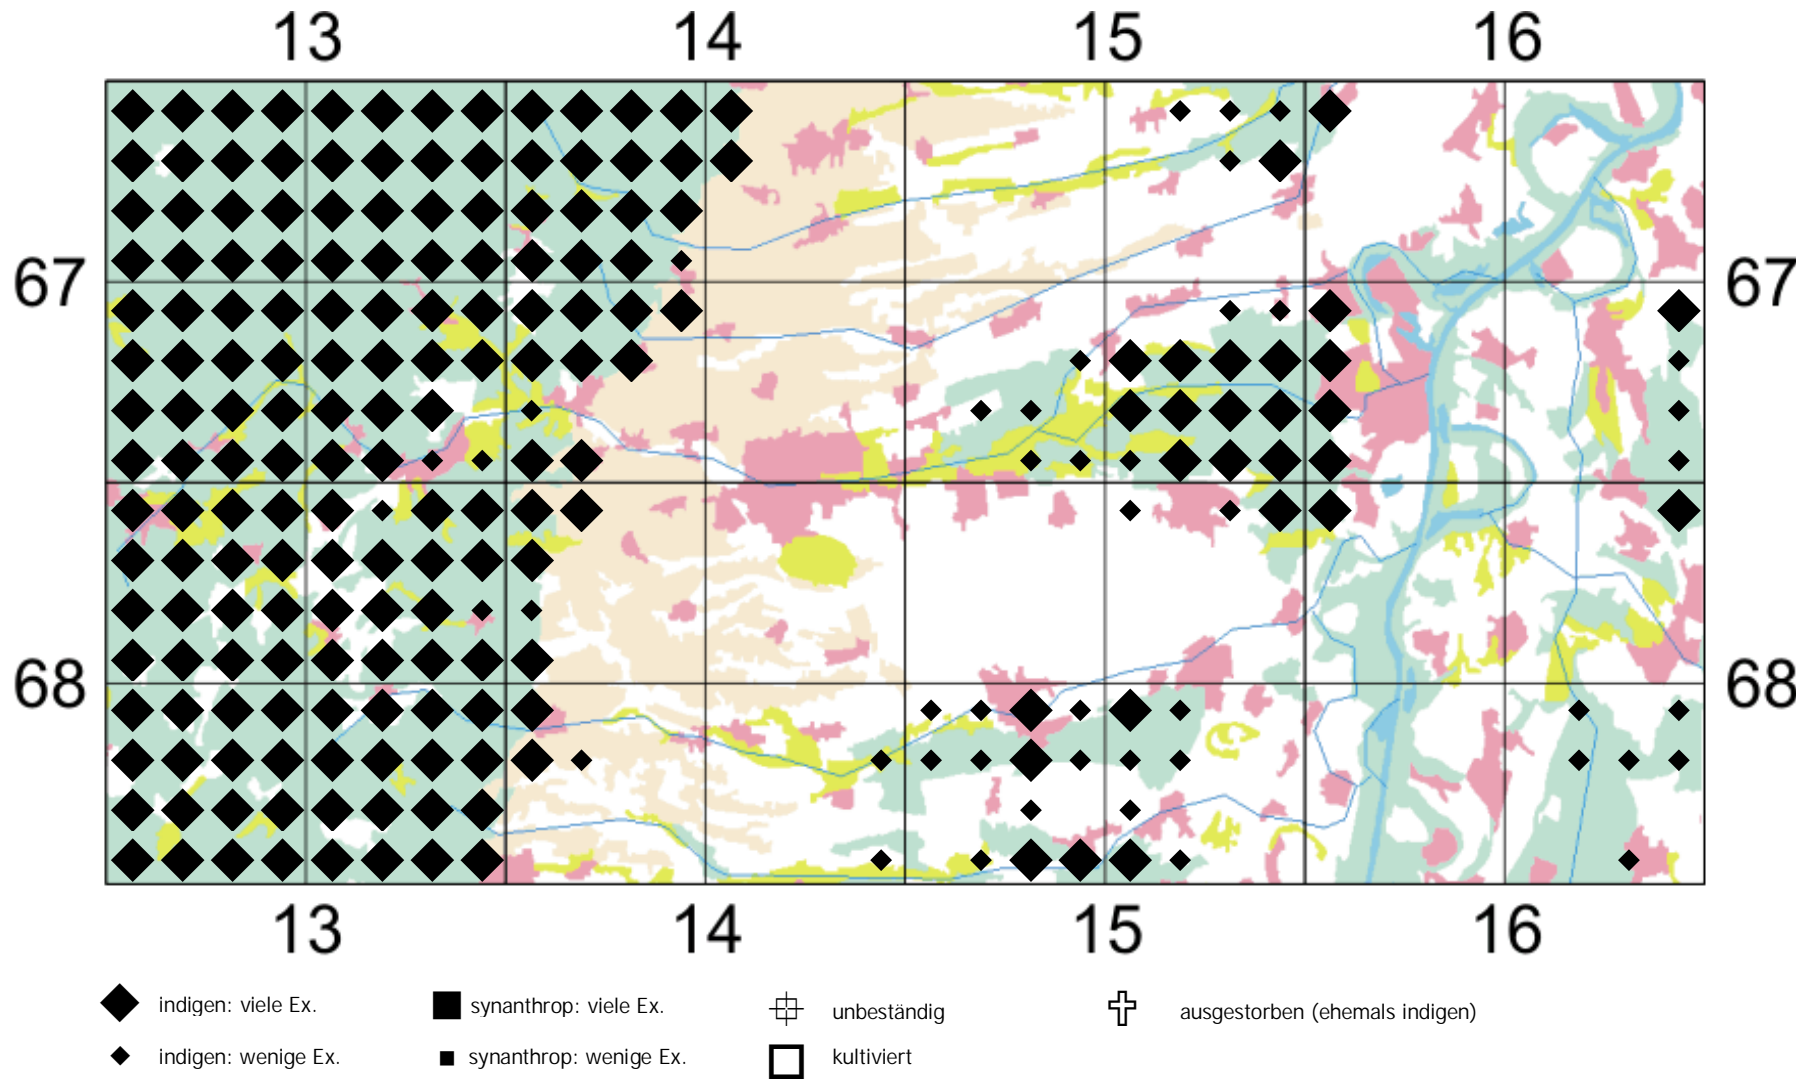 13 14 15 16
67 67
68 68
13 14 15 16
indigen: viele Ex. synanthrop: viele Ex. unbeständig ausgestorben (ehemals indigen)
indigen: wenige Ex. synanthrop: wenige Ex. kultiviert